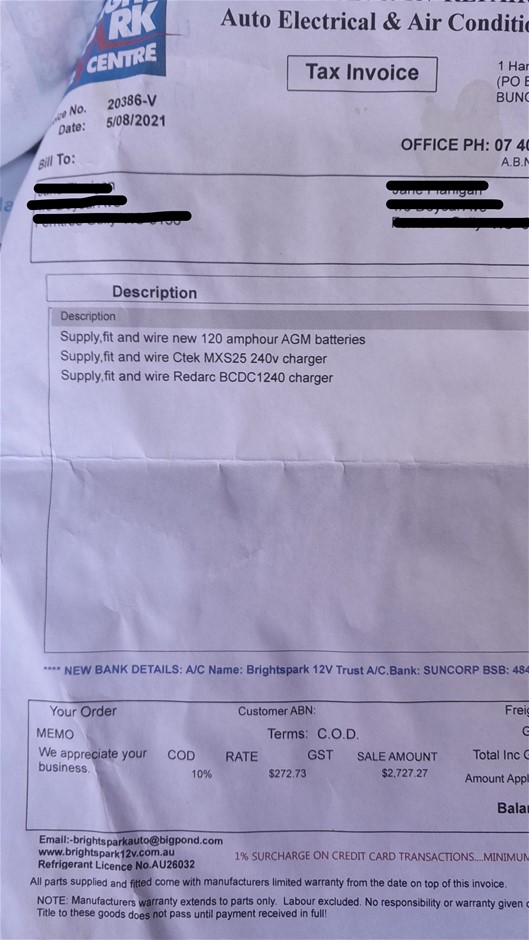 RK
CENTRE
Auto Electrical & Air Conditi
Tax Invoice
1 Har
(PO B
BUNG
No. 20386-V
Date: 5/08/2021
OFFICE PH: 07 40
A.B.N
Bill To:
Description
Description
Supply,fit and wire new 120 amphour AGM batteries
Supply,fit and wire Ctek MXS25 240v charger
Supply,fit and wire Redarc BCDC1240 charger
**** NEW BANK DETAILS: A/C Name: Brightspark 12V Trust A/C.Bank: SUNCORP BSB: 484
Your Order Customer ABN: Frei
MEMO Terms: C.O.D. G
We appreciate your business. COD RATE GST SALE AMOUNT Total Inc G
10% $272.73 $2,727.27 Amount Appl
Bala
Email:-brightsparkauto@bigpond.com
www.brightspark12v.com.au
Refrigerant Licence No.AU26032
1% SURCHARGE ON CREDIT CARD TRANSACTIONS....MINIMUM
All parts supplied and fitted come with manufacturers limited warranty from the date on top of this invoice.
NOTE: Manufacturers warranty extends to parts only. Labour excluded. No responsibility or warranty given
Title to these goods does not pass until payment received in full!